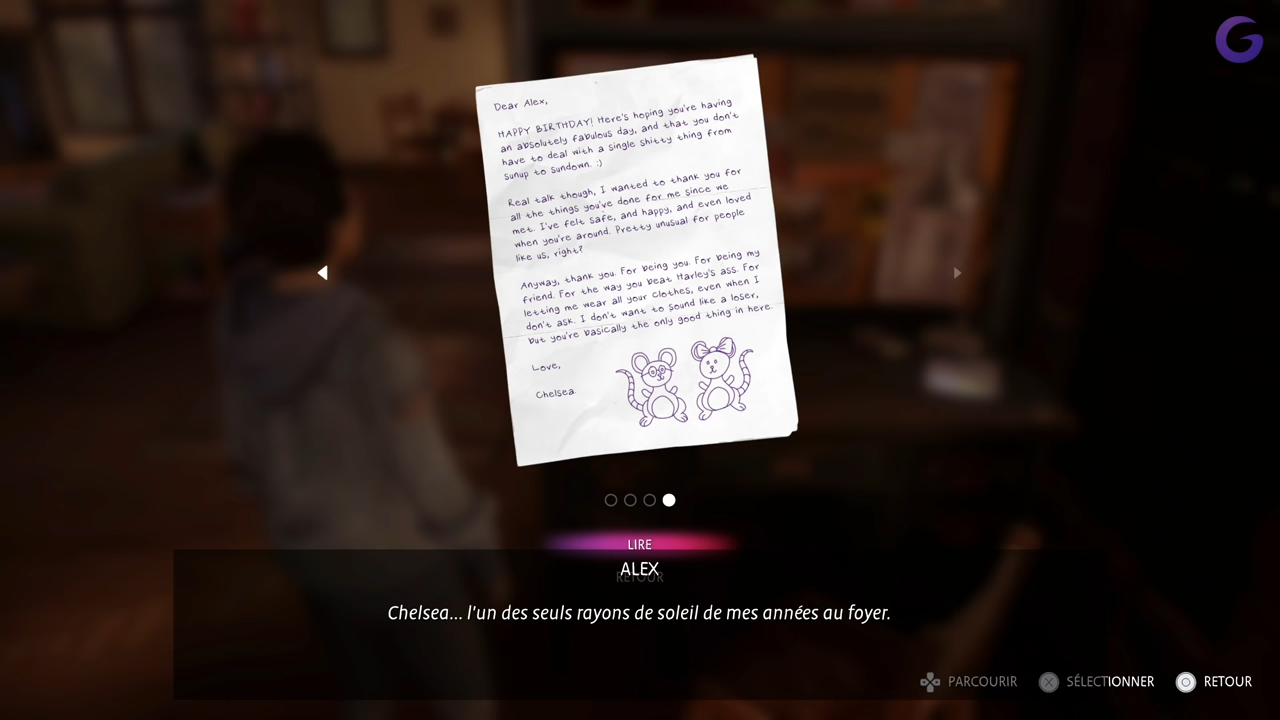 Dear Alex,
HAPPY BIRTHDAY! Here's hoping you're having
an absolutely fabulous day, and that you don't
have to deal with a single shitty thing from
sunup to sundown. :)
Real talk though, I wanted to thank you for
all the things you've done for me since we
met. I've felt safe, and happy, and even loved
when you're around. Pretty unusual for people
like us, right?
Anyway, thank you. For being you. For being my
friend. For the way you beat Harley's ass. For
letting me wear all your clothes, even when I
don't ask. I don't want to sound like a loser,
but you're basically the only good thing in here.
Love,
Chelsea.
LIRE
ALEX
RETOUR
Chelsea... l'un des seuls rayons de soleil de mes années au foyer.
PARCOURIR SÉLECTIONNER RETOUR